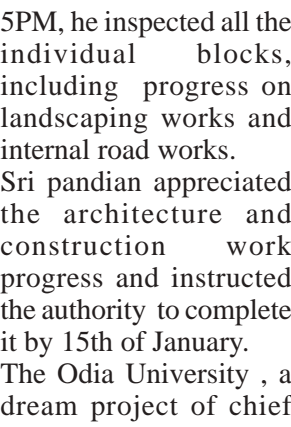 5PM, he inspected all the
individual blocks,
including progress on
landscaping works and
internal road works.
Sri pandian appreciated
the architecture and
construction work
progress and instructed
the authority to complete
it by 15th of January.
The Odia University , a
dream project of chief